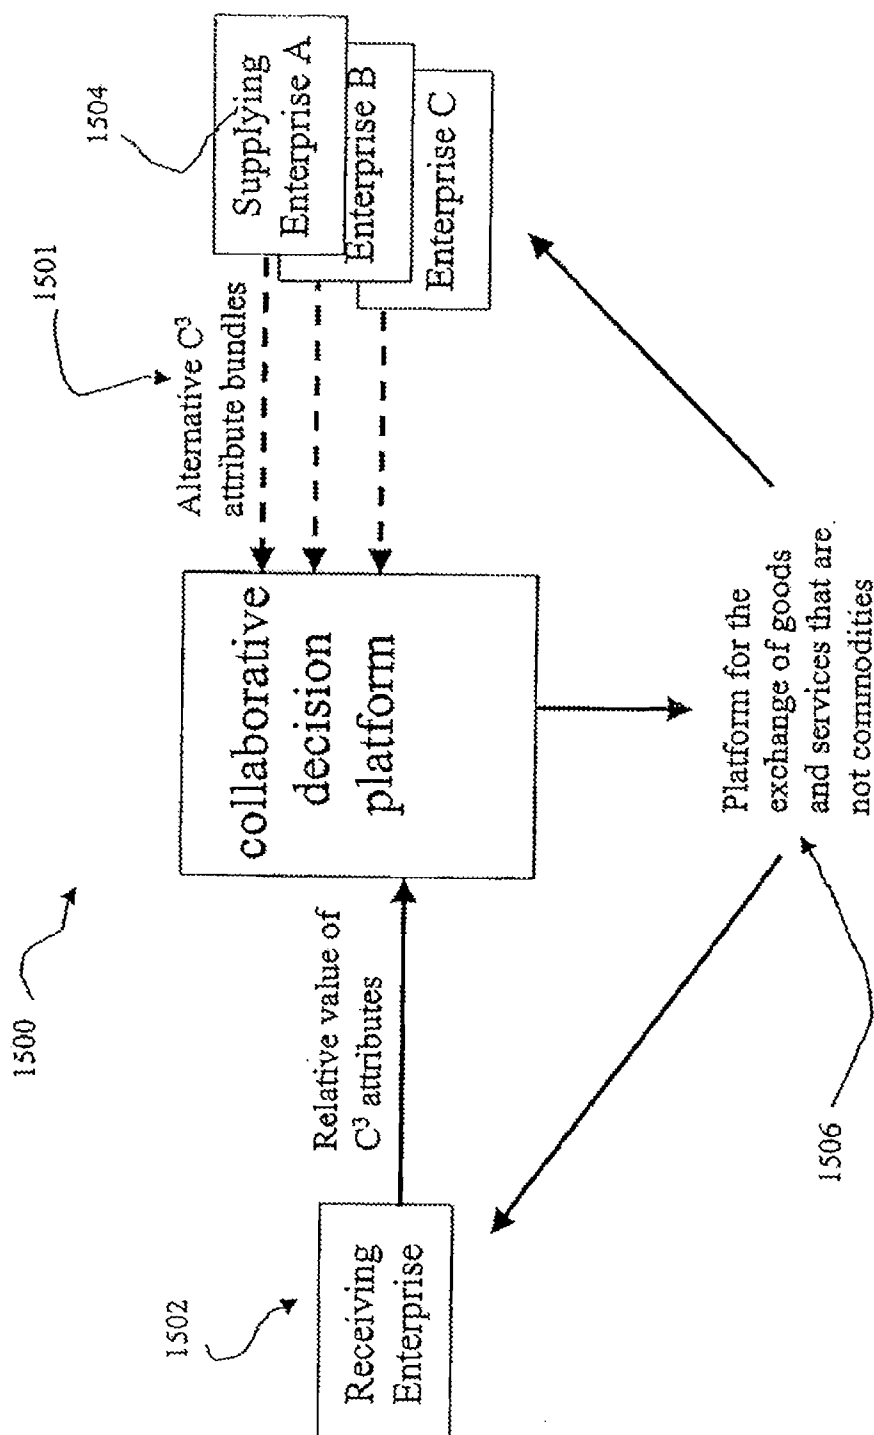 1500
1502
Receiving
Enterprise
Relative value of
C³ attributes
collaborative
decision
platform
1501
Alternative C³
attribute bundles
1504
Supplying
Enterprise A
Enterprise B
Enterprise C
1506
Platform for the
exchange of goods
and services that are
not commodities